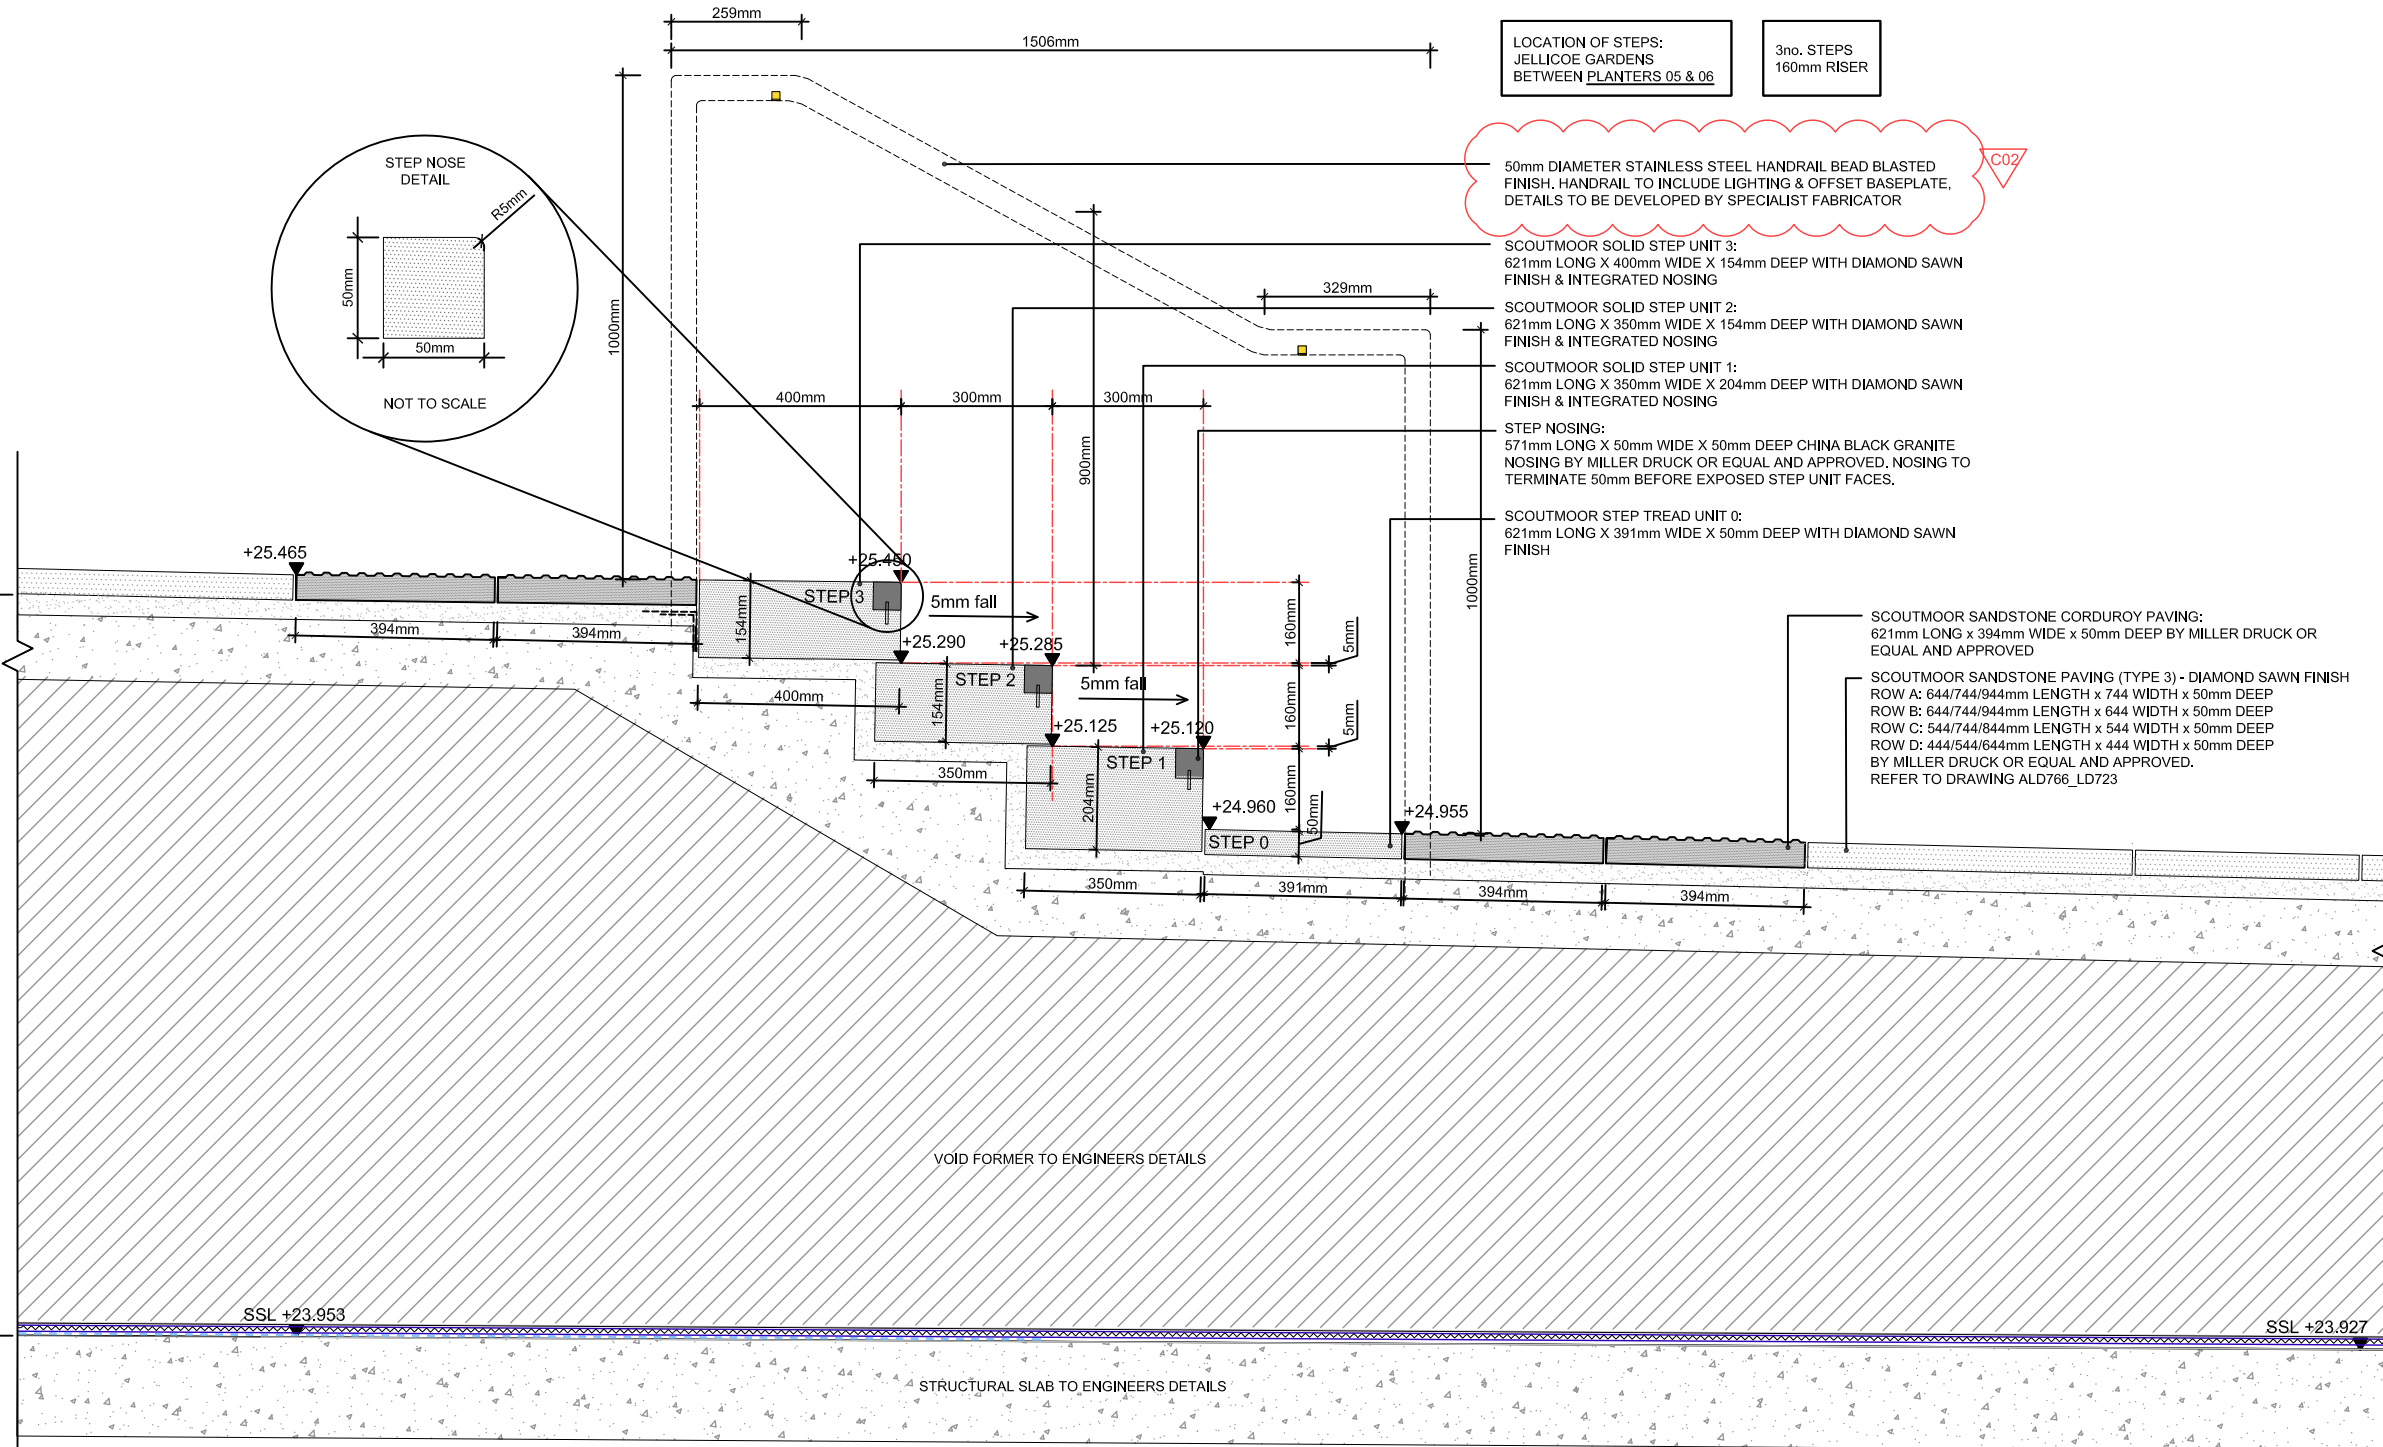 259mm
1506mm
LOCATION OF STEPS:
JELLICOE GARDENS
BETWEEN PLANTERS 05 & 06
3no. STEPS
160mm RISER
STEP NOSE
DETAIL
R5mm
50mm
50mm
NOT TO SCALE
1000mm
C02
50mm DIAMETER STAINLESS STEEL HANDRAIL BEAD BLASTED
FINISH. HANDRAIL TO INCLUDE LIGHTING & OFFSET BASEPLATE,
DETAILS TO BE DEVELOPED BY SPECIALIST FABRICATOR
SCOUTMOOR SOLID STEP UNIT 3:
621mm LONG X 400mm WIDE X 154mm DEEP WITH DIAMOND SAWN
FINISH & INTEGRATED NOSING
329mm
SCOUTMOOR SOLID STEP UNIT 2:
621mm LONG X 350mm WIDE X 154mm DEEP WITH DIAMOND SAWN
FINISH & INTEGRATED NOSING
SCOUTMOOR SOLID STEP UNIT 1:
621mm LONG X 350mm WIDE X 204mm DEEP WITH DIAMOND SAWN
FINISH & INTEGRATED NOSING
400mm
300mm
300mm
900mm
STEP NOSING:
571mm LONG X 50mm WIDE X 50mm DEEP CHINA BLACK GRANITE
NOSING BY MILLER DRUCK OR EQUAL AND APPROVED. NOSING TO
TERMINATE 50mm BEFORE EXPOSED STEP UNIT FACES.
SCOUTMOOR STEP TREAD UNIT 0:
621mm LONG X 391mm WIDE X 50mm DEEP WITH DIAMOND SAWN
FINISH
1000mm
+25.465
+25.450
STEP 3
5mm fall
394mm
394mm
154mm
+25.290
+25.285
160mm
5mm
STEP 2
5mm fall
400mm
154mm
+25.125
+25.120
160mm
5mm
STEP 1
350mm
204mm
+24.960
160mm
50mm
+24.955
STEP 0
350mm
391mm
394mm
394mm
SCOUTMOOR SANDSTONE CORDUROY PAVING:
621mm LONG x 394mm WIDE x 50mm DEEP BY MILLER DRUCK OR
EQUAL AND APPROVED
SCOUTMOOR SANDSTONE PAVING (TYPE 3) - DIAMOND SAWN FINISH
ROW A: 644/744/944mm LENGTH x 744 WIDTH x 50mm DEEP
ROW B: 644/744/944mm LENGTH x 644 WIDTH x 50mm DEEP
ROW C: 544/744/844mm LENGTH x 544 WIDTH x 50mm DEEP
ROW D: 444/544/644mm LENGTH x 444 WIDTH x 50mm DEEP
BY MILLER DRUCK OR EQUAL AND APPROVED.
REFER TO DRAWING ALD766_LD723
VOID FORMER TO ENGINEERS DETAILS
SSL +23.953
SSL +23.927
STRUCTURAL SLAB TO ENGINEERS DETAILS